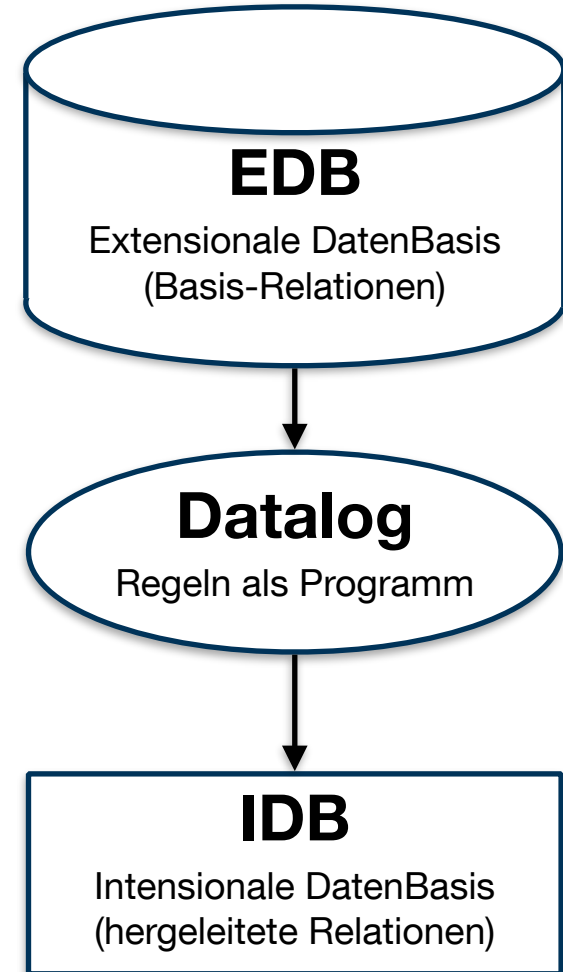 EDB
Extensionale DatenBasis
(Basis-Relationen)
Datalog
Regeln als Programm
IDB
Intensionale DatenBasis
(hergeleitete Relationen)